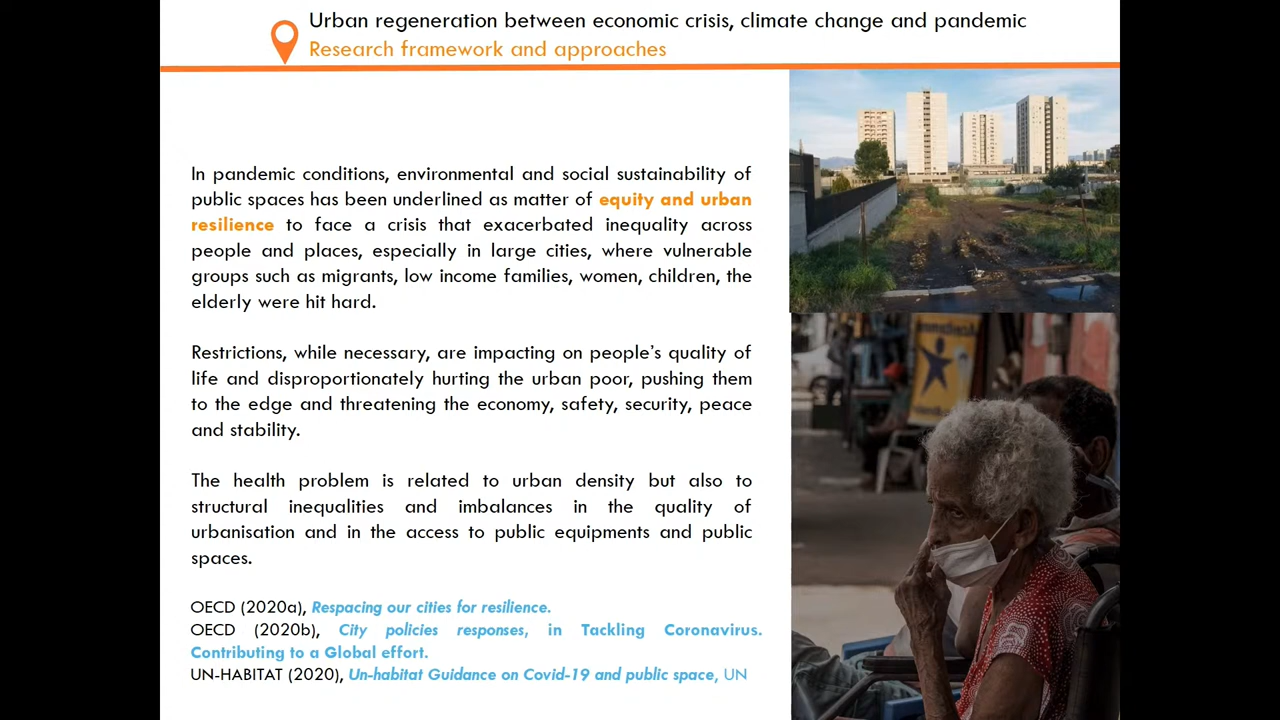 Urban regeneration between economic crisis, climate change and pandemic
Research framework and approaches
In pandemic conditions, environmental and social sustainability of
public spaces has been underlined as matter of equity and urban
resilience to face a crisis that exacerbated inequality across
people and places, especially in large cities, where vulnerable
groups such as migrants, low income families, women, children, the
elderly were hit hard.
Restrictions, while necessary, are impacting on people's quality of
life and disproportionately hurting the urban poor, pushing them
to the edge and threatening the economy, safety, security, peace
and stability.
The health problem is related to urban density but also to
structural inequalities and imbalances in the quality of
urbanisation and in the access to public equipments and public
spaces.
OECD (2020a), Respacing our cities for resilience.
OECD (2020b), City policies responses, in Tackling Coronavirus.
Contributing to a Global effort.
UN-HABITAT (2020), Un-habitat Guidance on Covid-19 and public space, UN